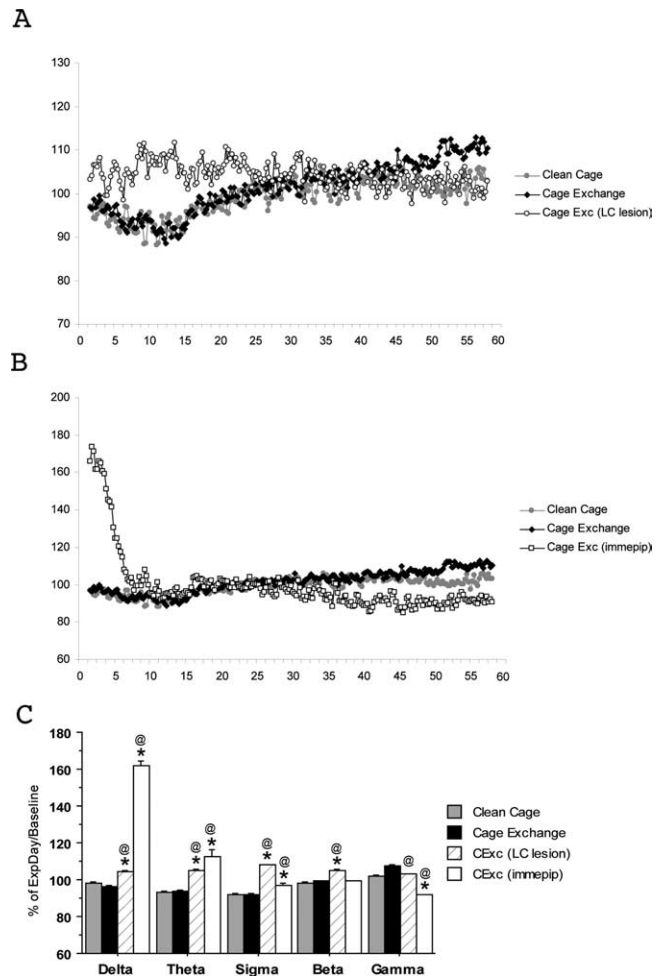 A
130
120
110
100
90
80
70
0 5 10 15 20 25 30 35 40 45 50 55 60
Clean Cage
Cage Exchange
Cage Exc (LC lesion)
B
200
180
160
140
120
100
80
60
0 5 10 15 20 25 30 35 40 45 50 55 60
Clean Cage
Cage Exchange
Cage Exc (immepip)
C
% of ExpDay/Baseline
180
160
140
120
100
80
60
@ * @ *
@ * @ *
@ * @ *
@ *
@ @ *
Clean Cage
Cage Exchange
CExc (LC lesion)
CExc (immepip)
Delta Theta Sigma Beta Gamma